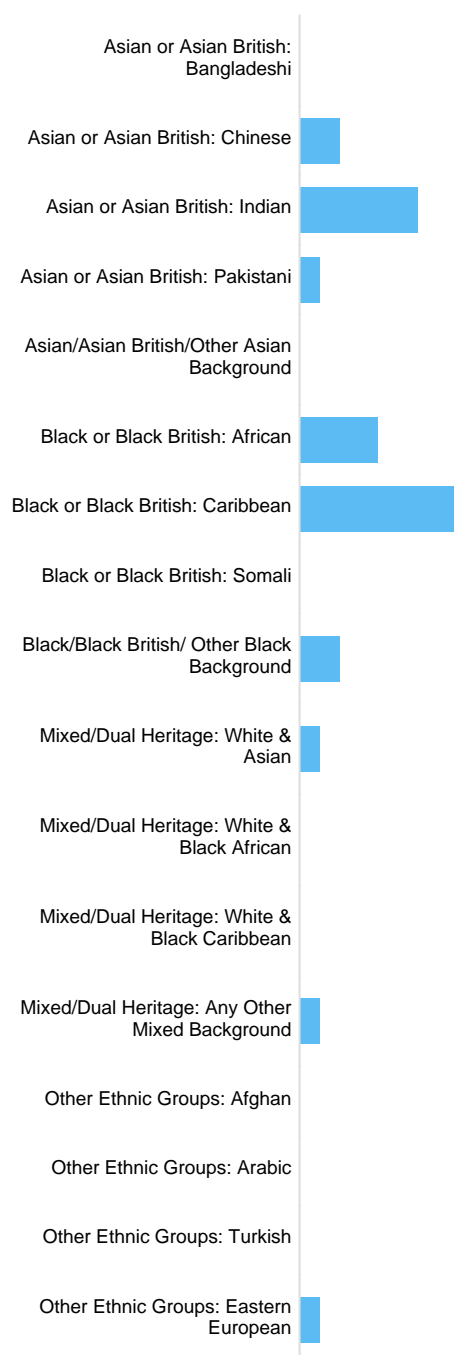 Asian or Asian British:
Bangladeshi
Asian or Asian British: Chinese
Asian or Asian British: Indian
Asian or Asian British: Pakistani
Asian/Asian British/Other Asian
Background
Black or Black British: African
Black or Black British: Caribbean
Black or Black British: Somali
Black/Black British/ Other Black
Background
Mixed/Dual Heritage: White &
Asian
Mixed/Dual Heritage: White &
Black African
Mixed/Dual Heritage: White &
Black Caribbean
Mixed/Dual Heritage: Any Other
Mixed Background
Other Ethnic Groups: Afghan
Other Ethnic Groups: Arabic
Other Ethnic Groups: Turkish
Other Ethnic Groups: Eastern
European